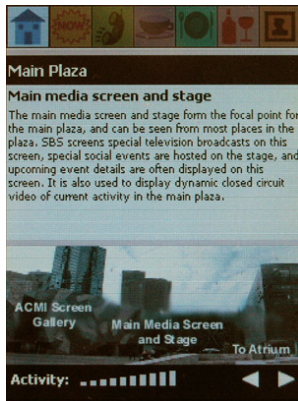 NOW
Main Plaza
Main media screen and stage
The main media screen and stage form the focal point for
the main plaza, and can be seen from most places in the
plaza. SBS screens special television broadcasts on this
screen, special social events are hosted on the stage, and
upcoming event details are often displayed on this
screen. It is also used to display dynamic closed circuit
video of current activity in the main plaza.
ACMI Screen
Gallery
Main Media Screen
and Stage
To Atrium
Activity: